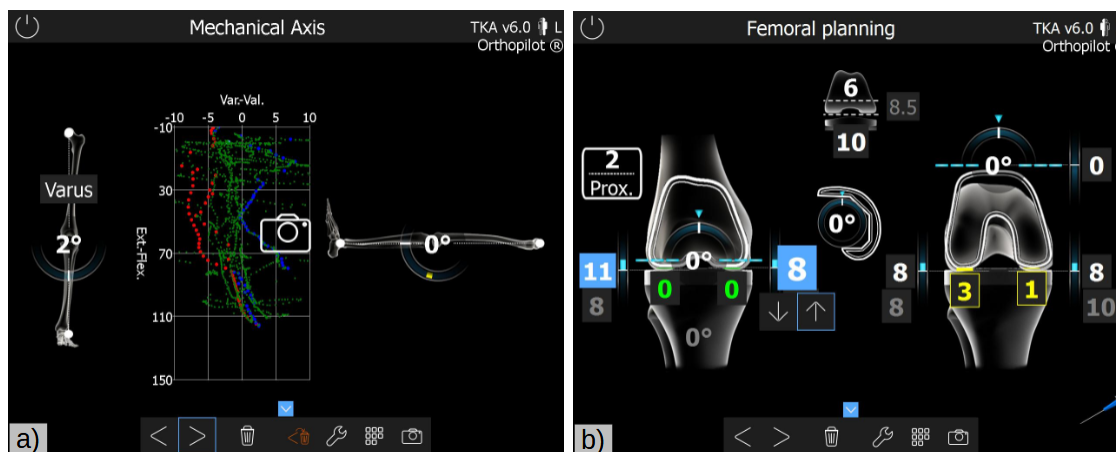 Mechanical Axis
TKA v6.0 L
Orthopilot ®
Var.-Val.
-10 -5 0 5 10
-10
30
70
110
150
Ext.-Flex.
Varus
2°
0°
a)
Femoral planning
TKA v6.0
Orthopilot
6
8.5
10
2
Prox.
0°
0°
0°
0
11
8
0°
8
0 0
8
0°
8
8
3 1
8
10
b)